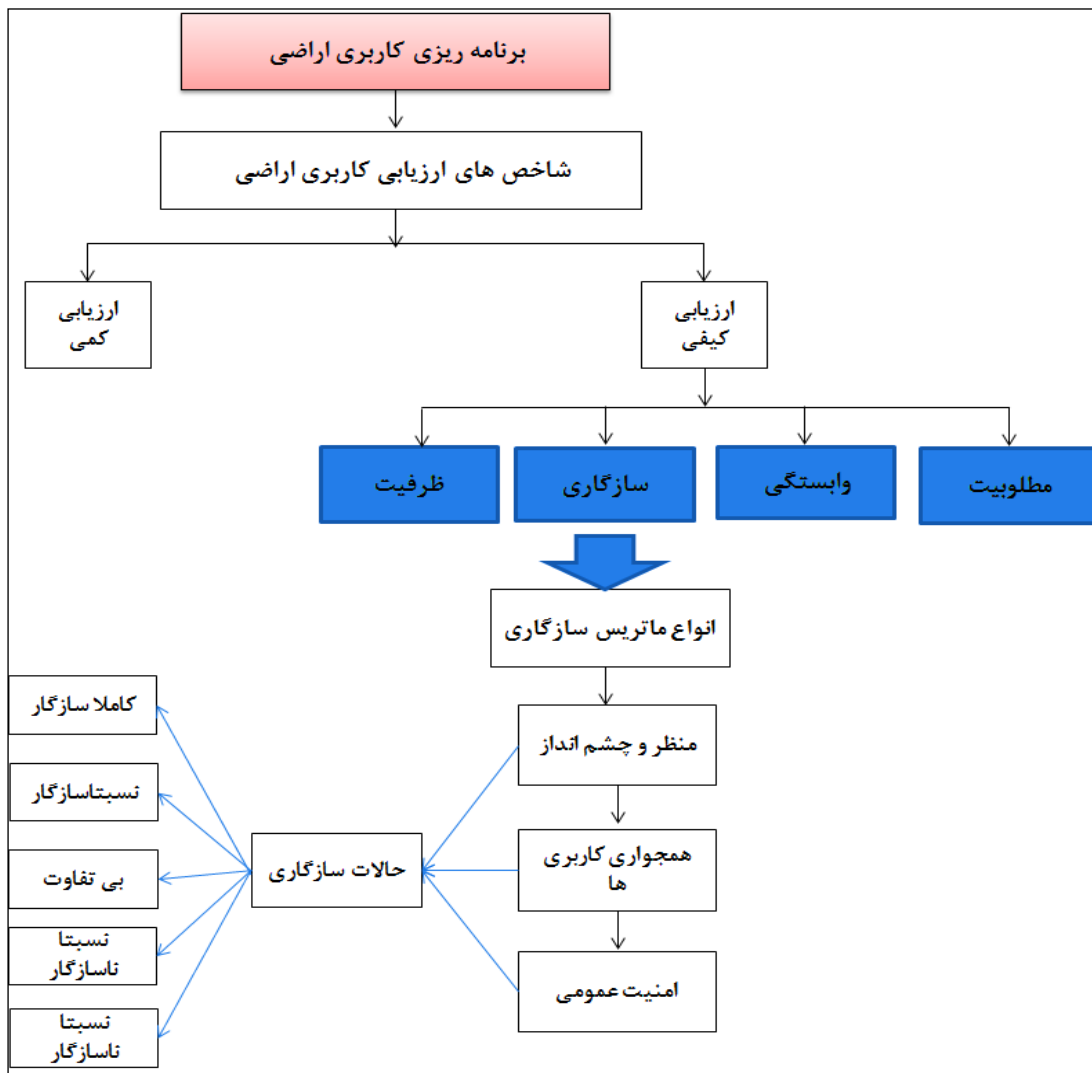 برنامه ریزی کاربری اراضی
شاخص های ارزیابی کاربری اراضی
ارزیابی
کیفی
ارزیابی
کمی
مطلوبیت
وابستگی
سازگاری
ظرفیت
انواع ماتریس سازگاری
منظر و چشم انداز
همجواری کاربری
ها
امنیت عمومی
حالات سازگاری
کاملا سازگار
نسبتاسازگار
بی تفاوت
نسبتا
ناسازگار
نسبتا
ناسازگار